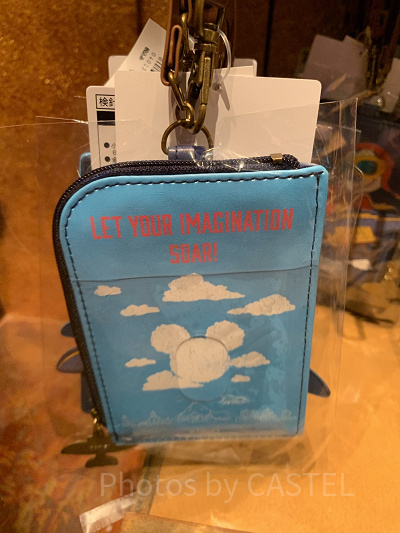 LET YOUR IMAGINATION
SOAR!
Photos by CASTEL